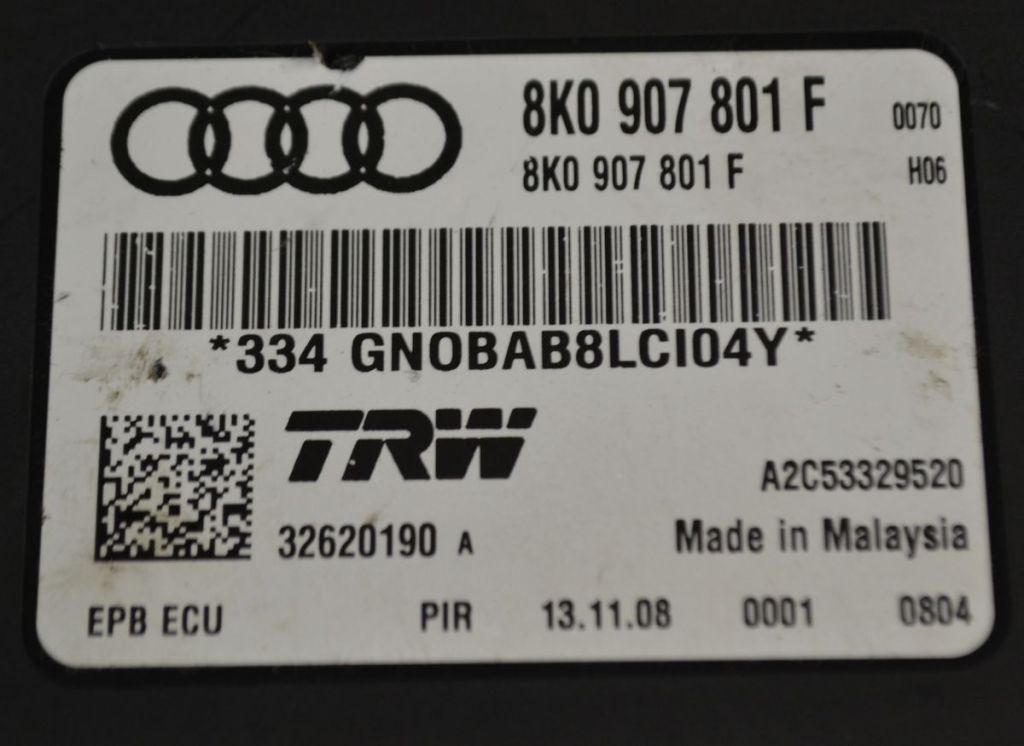 8K0 907 801 F 0070
8K0 907 801 F H06
*334 GNOBAB8LCI04Y*
TRW
A2C53329520
32620190 A Made in Malaysia
EPB ECU PIR 13.11.08 0001 0804